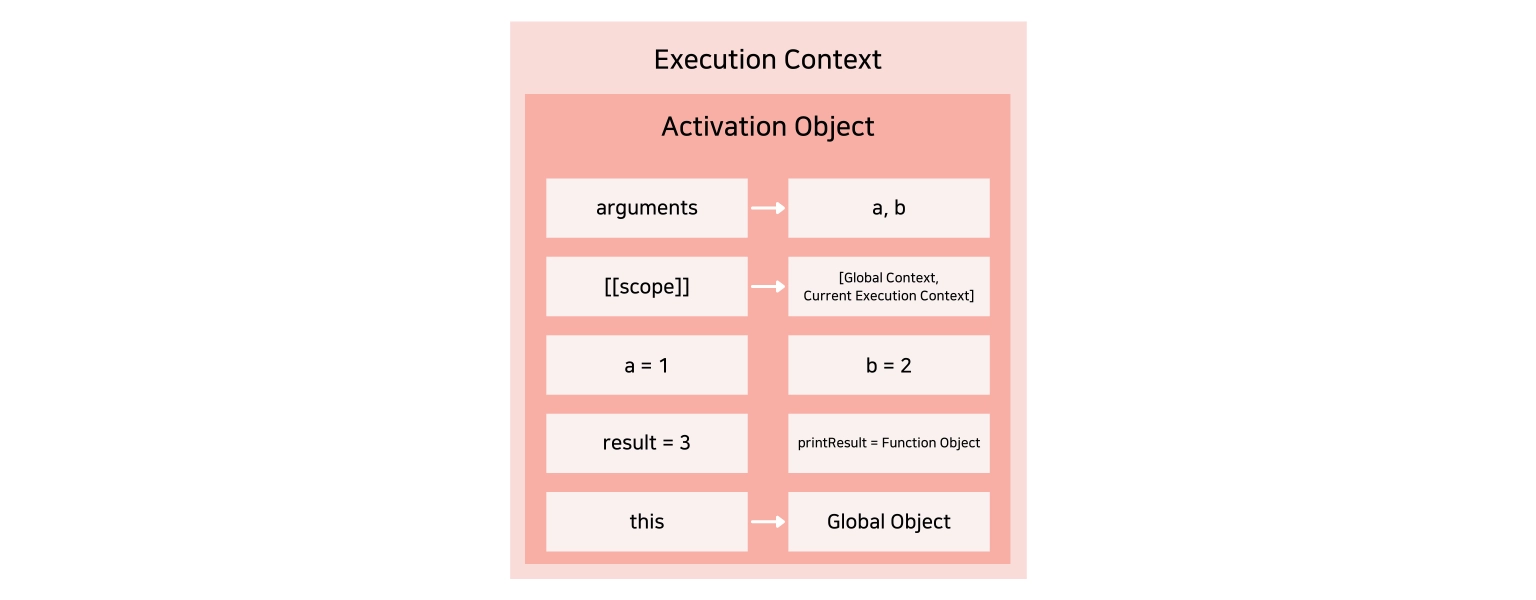 Execution Context
Activation Object
arguments
a, b
[[scope]]
[Global Context,
Current Execution Context]
a = 1
b = 2
result = 3
printResult = Function Object
this
Global Object